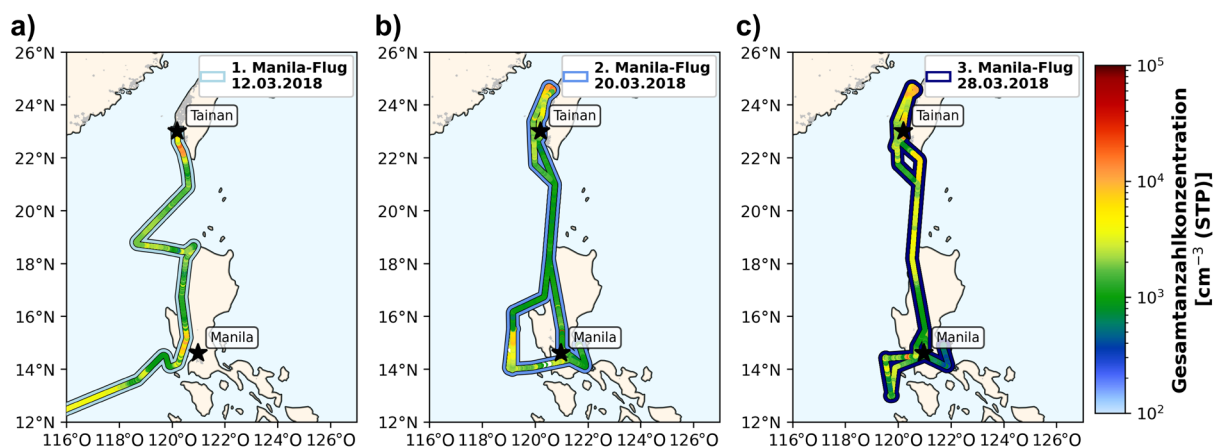 a)
26°N
24°N
22°N
20°N
18°N
16°N
14°N
12°N
116°O 118°O 120°O 122°O 124°O
1. Manila-Flug
12.03.2018
Tainan
Manila
b)
26°N
24°N
22°N
20°N
18°N
16°N
14°N
12°N
116°O 118°O 120°O 122°O 124°O
2. Manila-Flug
20.03.2018
Tainan
Manila
c)
26°N
24°N
22°N
20°N
18°N
16°N
14°N
12°N
116°O 118°O 120°O 122°O 124°O
3. Manila-Flug
28.03.2018
Tainan
Manila
10⁵
10⁴
10³
10²
Gesamtanzahlkonzentration
[cm⁻³ (STP)]